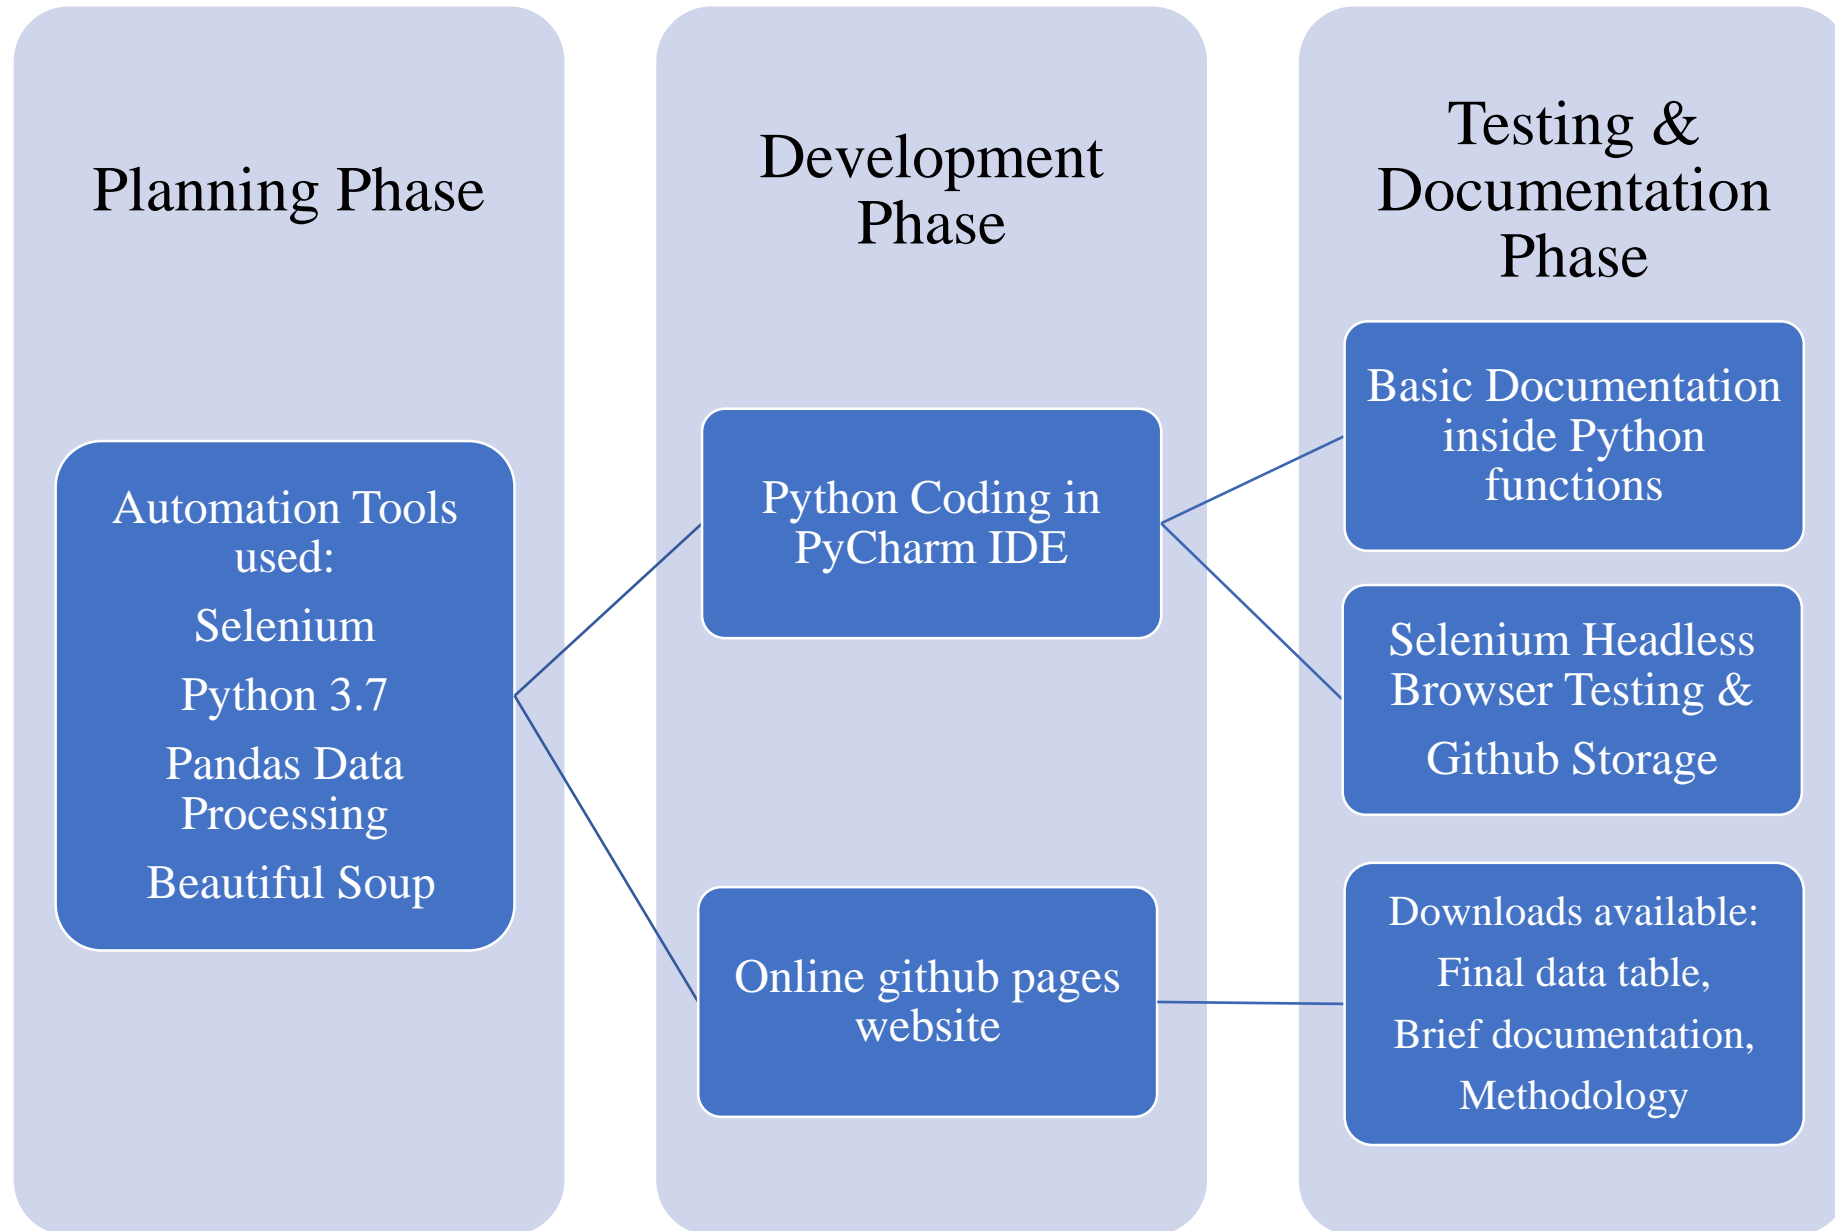 Planning Phase
Automation Tools
used:
Selenium
Python 3.7
Pandas Data
Processing
Beautiful Soup
Development
Phase
Python Coding in
PyCharm IDE
Online github pages
website
Testing &
Documentation
Phase
Basic Documentation
inside Python
functions
Selenium Headless
Browser Testing &
Github Storage
Downloads available:
Final data table,
Brief documentation,
Methodology